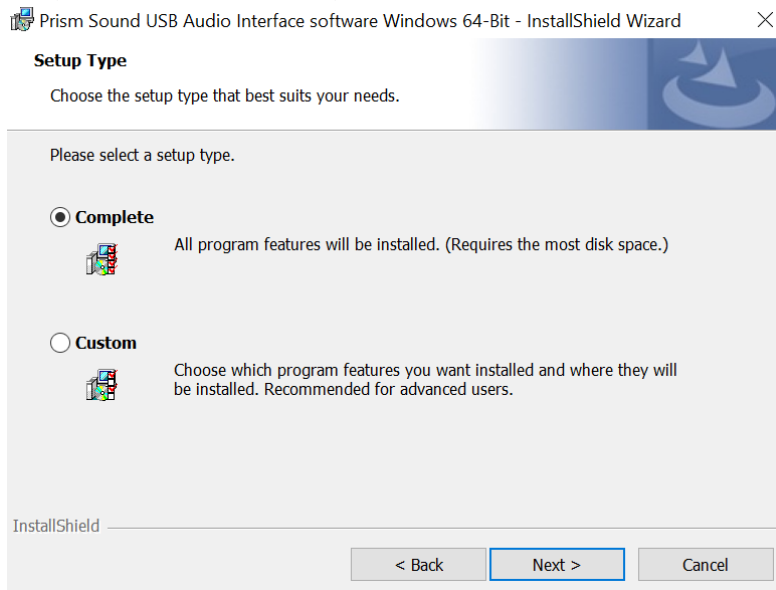 Prism Sound USB Audio Interface software Windows 64-Bit - InstallShield Wizard
Setup Type
Choose the setup type that best suits your needs.
Please select a setup type.
Complete
All program features will be installed. (Requires the most disk space.)
Custom
Choose which program features you want installed and where they will
be installed. Recommended for advanced users.
InstallShield
< Back
Next >
Cancel